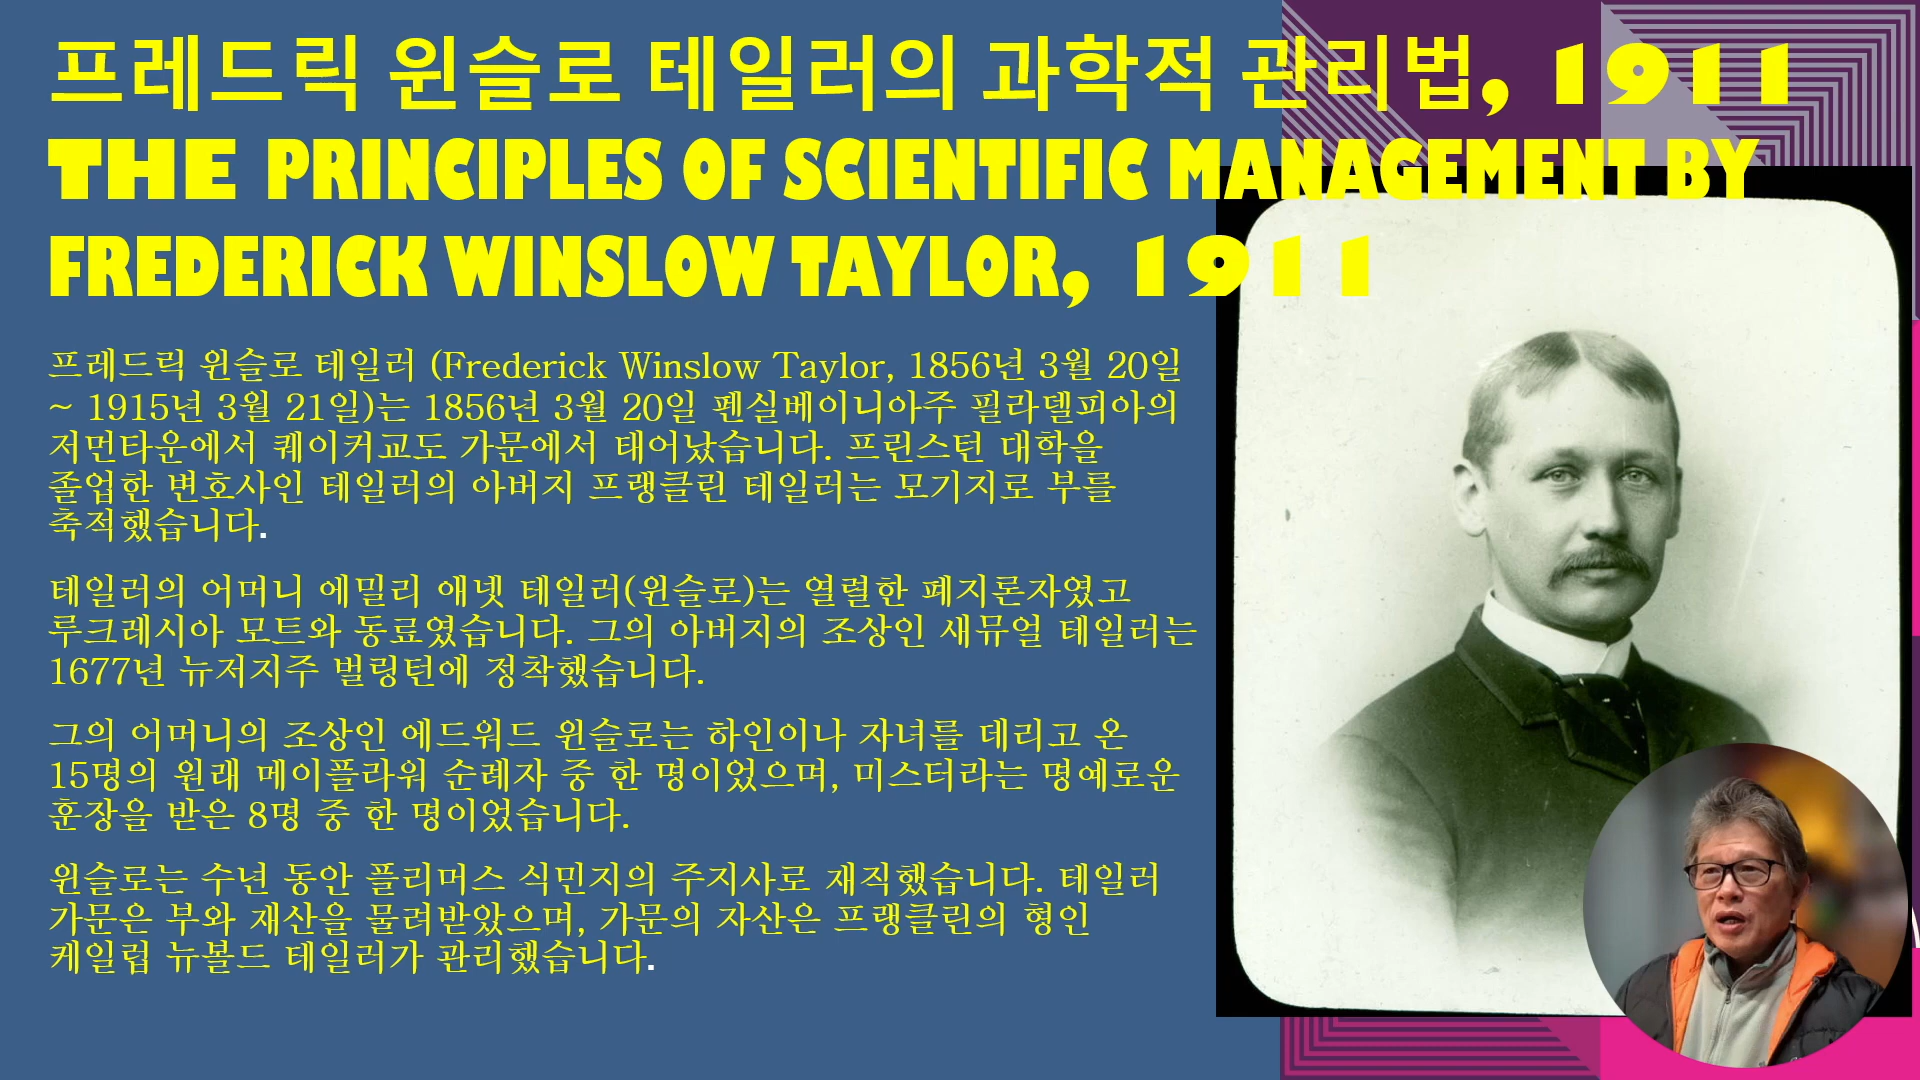 프레드릭 윈슬로 테일러의 과학적 관리법, 1911
THE PRINCIPLES OF SCIENTIFIC MANAGEMENT BY
FREDERICK WINSLOW TAYLOR, 1911
프레드릭 윈슬로 테일러 (Frederick Winslow Taylor, 1856년 3월 20일
~ 1915년 3월 21일)는 1856년 3월 20일 펜실베이니아주 필라델피아의
저먼타운에서 퀘이커교도 가문에서 태어났습니다. 프린스턴 대학을
졸업한 변호사인 테일러의 아버지 프랭클린 테일러는 모기지로 부를
축적했습니다.
테일러의 어머니 에밀리 애넷 테일러(윈슬로)는 열렬한 폐지론자였고
루크레시아 모트와 동료였습니다. 그의 아버지의 조상인 새뮤얼 테일러는
1677년 뉴저지주 벌링턴에 정착했습니다.
그의 어머니의 조상인 에드워드 윈슬로는 하인이나 자녀를 데리고 온
15명의 원래 메이플라워 순례자 중 한 명이었으며, 미스터라는 명예로운
훈장을 받은 8명 중 한 명이었습니다.
윈슬로는 수년 동안 플리머스 식민지의 주지사로 재직했습니다. 테일러
가문은 부와 재산을 물려받았으며, 가문의 자산은 프랭클린의 형인
케일럽 뉴볼드 테일러가 관리했습니다.